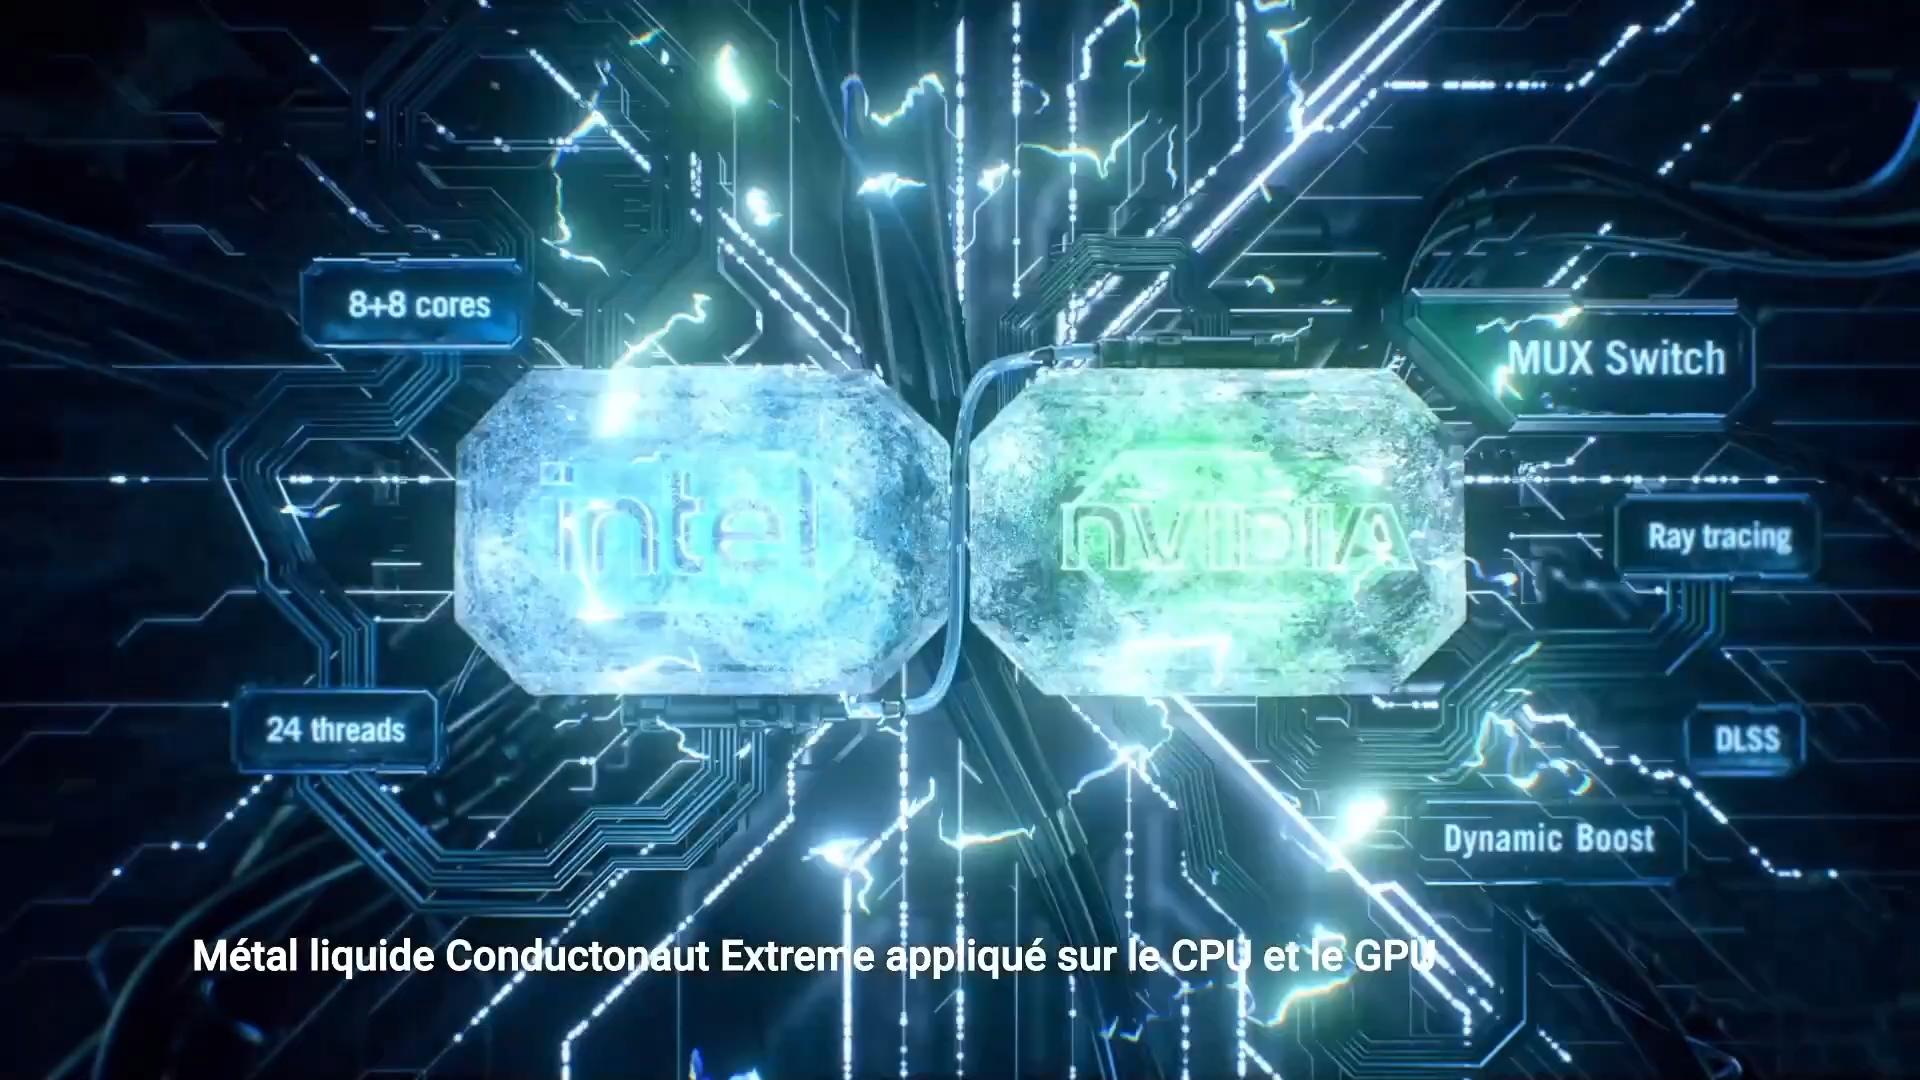 8+8 cores
MUX Switch
intel
nVIDIA
Ray tracing
24 threads
DLSS
Dynamic Boost
Métal liquide Conductonaut Extreme appliqué sur le CPU et le GPU